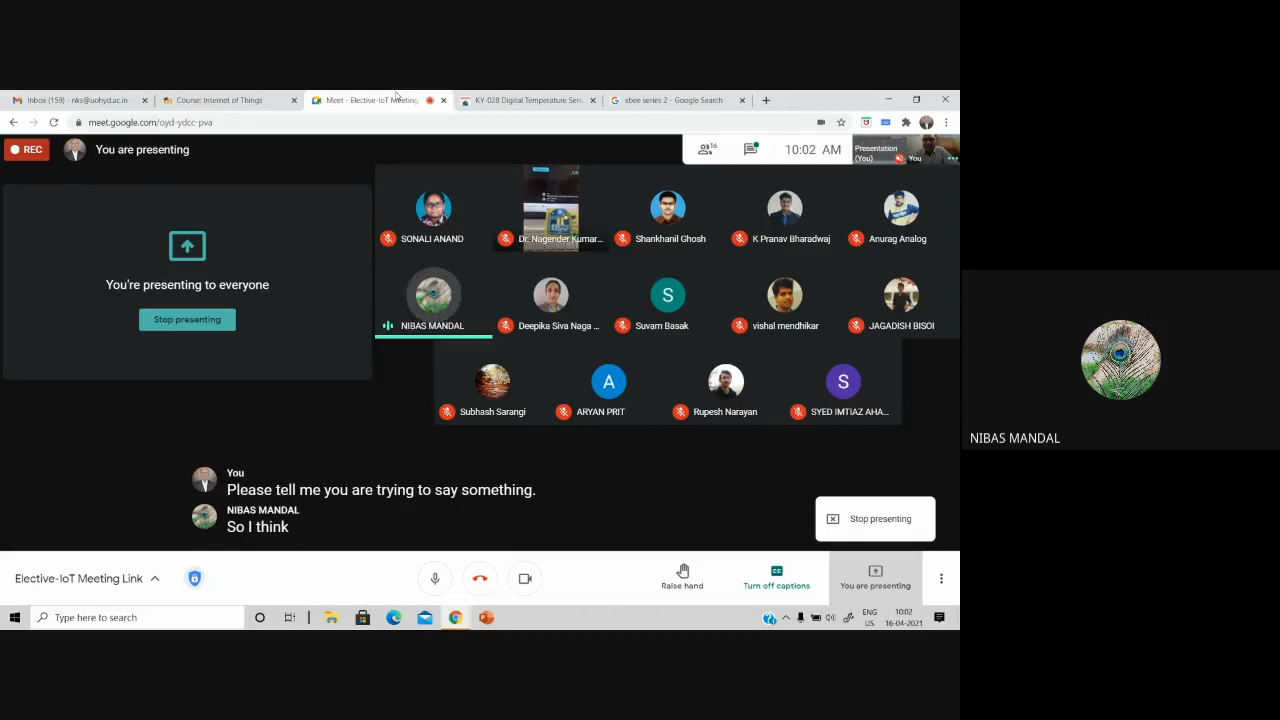 Inbox (159) - nks@uohyd.ac.in -
Course: Internet of Things
Meet - Elective-IoT Meeting
KY-028 Digital Temperature Sens
xbee series 2 - Google Search
meet.google.com/oyd-ydcc-pva
REC
You are presenting
16
10:02 AM
Presentation
(You)
You
You're presenting to everyone
Stop presenting
SONALI ANAND
Dr. Nagender Kumar...
Shankhanil Ghosh
K Pranav Bharadwaj
Anurag Analog
NIBAS MANDAL
Deepika Siva Naga ...
S
Suvam Basak
vishal mendhikar
JAGADISH BISOI
Subhash Sarangi
A
ARYAN PRIT
Rupesh Narayan
S
SYED IMTIAZ AHA...
You
Please tell me you are trying to say something.
NIBAS MANDAL
So I think
Stop presenting
NIBAS MANDAL
Elective-IoT Meeting Link
Raise hand
CC
Turn off captions
You are presenting
Type here to search
ENG
US
10:02
16-04-2021